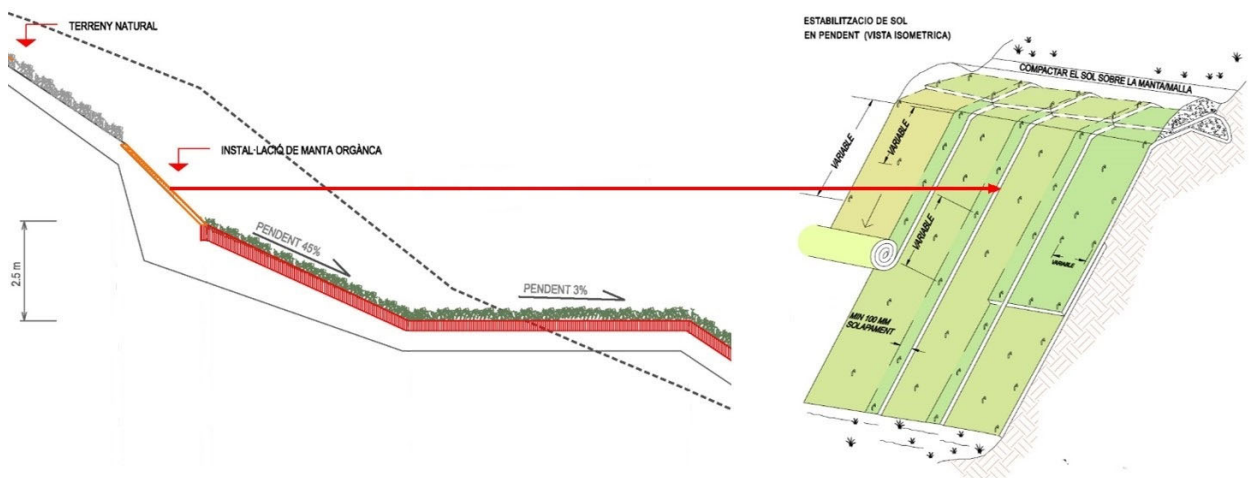 TERRENY NATURAL
INSTAL·LACIÓ DE MANTA ORGÀNCA
PENDENT 45%
PENDENT 3%
2.5 m
ESTABILITZACIO DE SOL
EN PENDENT (VISTA ISOMETRICA)
COMPACTAR EL SOL SOBRE LA MANTA/MALLA
VARIABLE
VARIABLE
VARIABLE
VARIABLE
MIN 100 MM
SOLAPAMENT